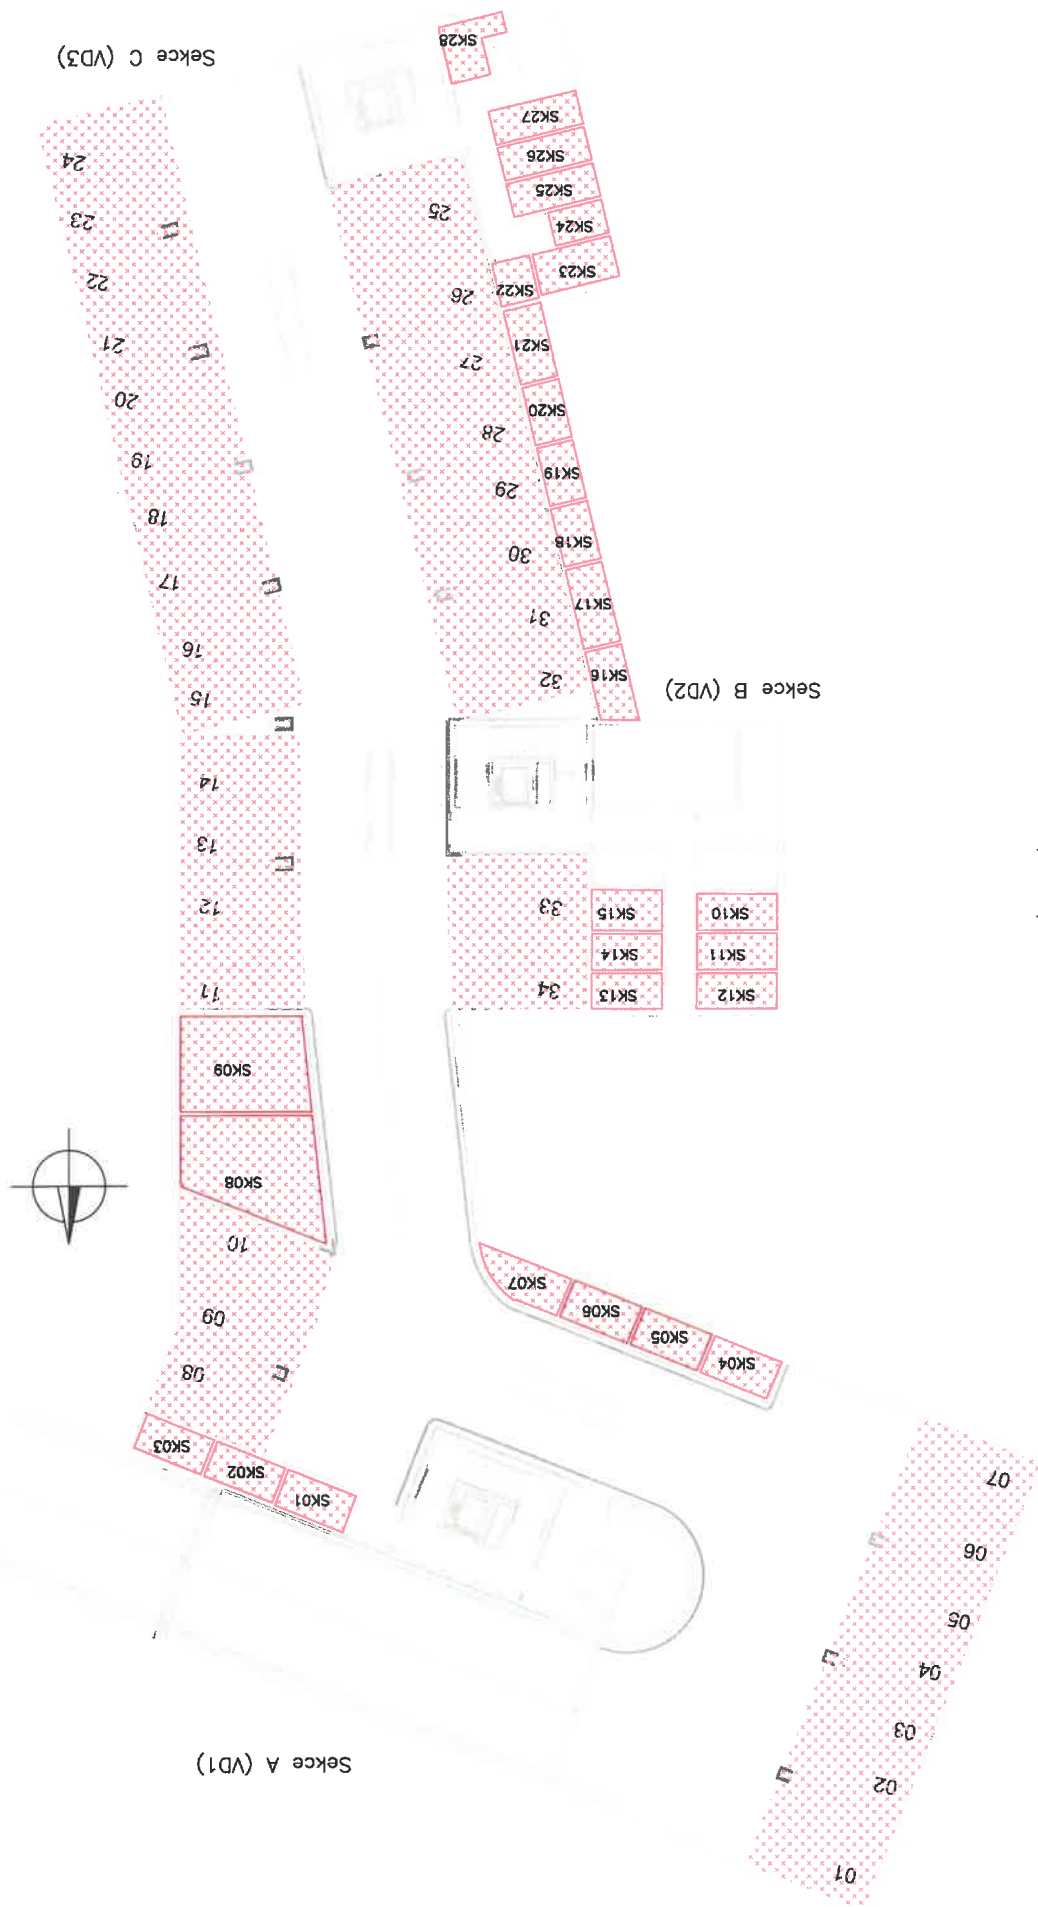 Sekce A (VD1)
01
02
03
04
05
06
07
SK01
SK02
SK03
08
09
10
SK04
SK05
SK06
SK07
SK08
SK09
11
12
13
14
15
16
17
18
19
20
21
22
23
24
Sekce C (VD3)
34
33
SK13
SK14
SK15
SK12
SK11
SK10
Sekce B (VD2)
32
31
30
29
28
27
26
25
SK16
SK17
SK18
SK19
SK20
SK21
SK22
SK23
SK24
SK25
SK26
SK27
SK28